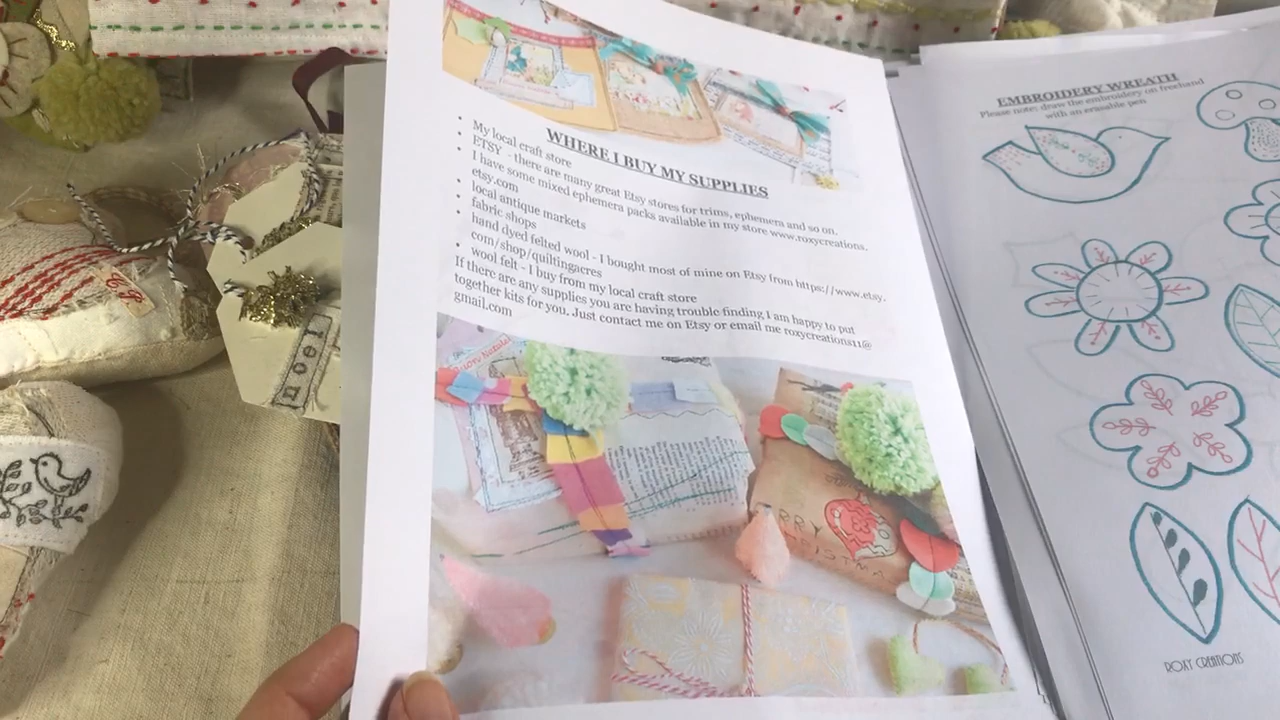 WHERE I BUY MY SUPPLIES
My local craft store
ETSY - there are many great Etsy stores for trims, ephemera and so on.
I have some mixed ephemera packs available in my store www.roxycreations.
etsy.com
local antique markets
fabric shops
hand dyed felted wool - I bought most of mine on Etsy from https://www.etsy.
com/shop/quiltingacres
wool felt - I buy from my local craft store
If there are any supplies you are having trouble finding I am happy to put
together kits for you. Just contact me on Etsy or email me roxycreations11@
gmail.com
EMBROIDERY WREATH
Please note: draw the embroidery on freehand
with an erasable pen
ROXY CREATIONS
noel